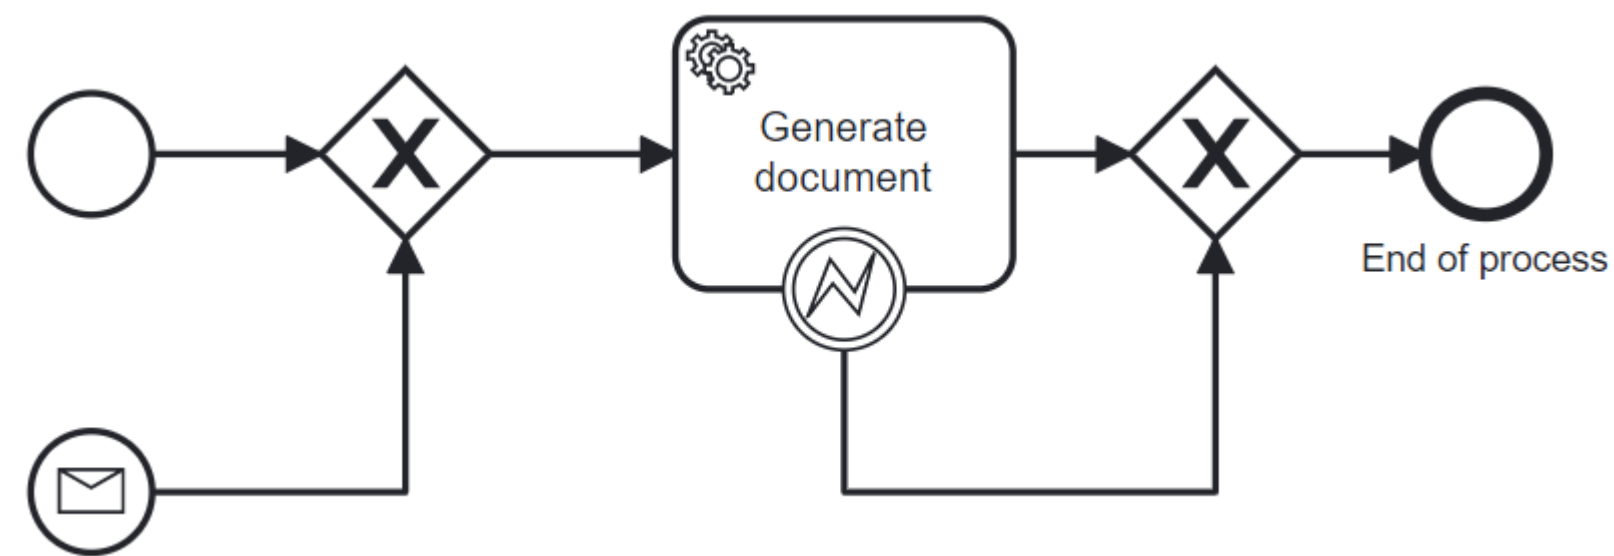 Generate
document
End of process